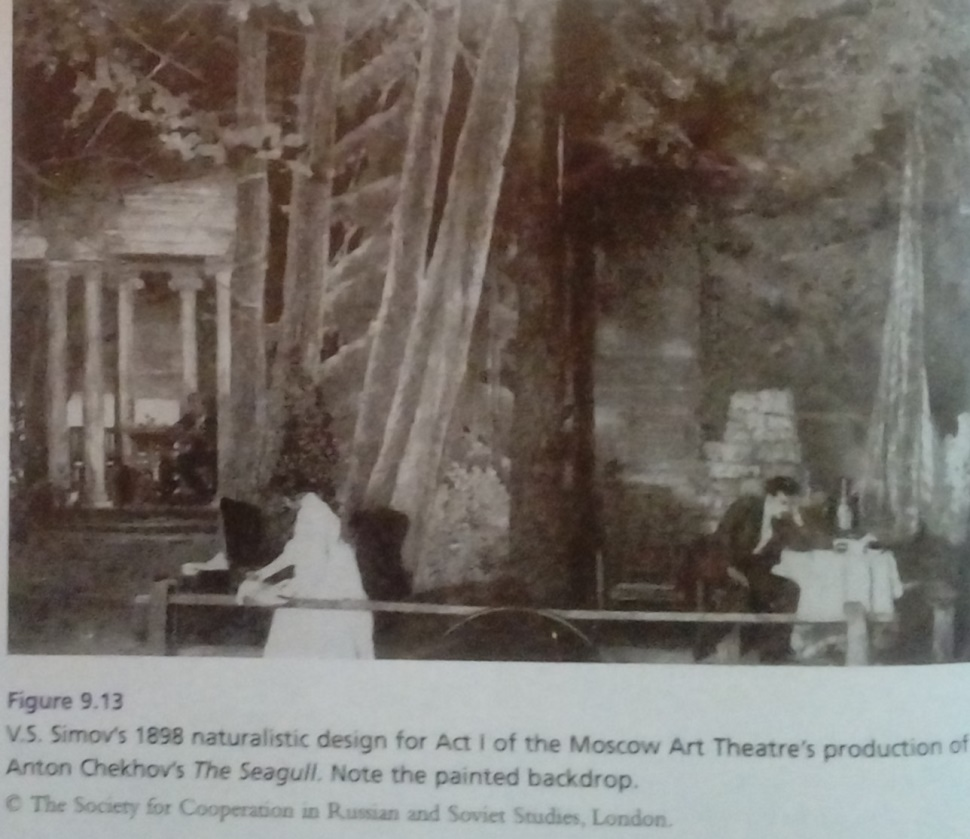 Figure 9.13
V.S. Simov's 1898 naturalistic design for Act I of the Moscow Art Theatre's production of
Anton Chekhov's The Seagull. Note the painted backdrop.
© The Society for Cooperation in Russian and Soviet Studies, London.